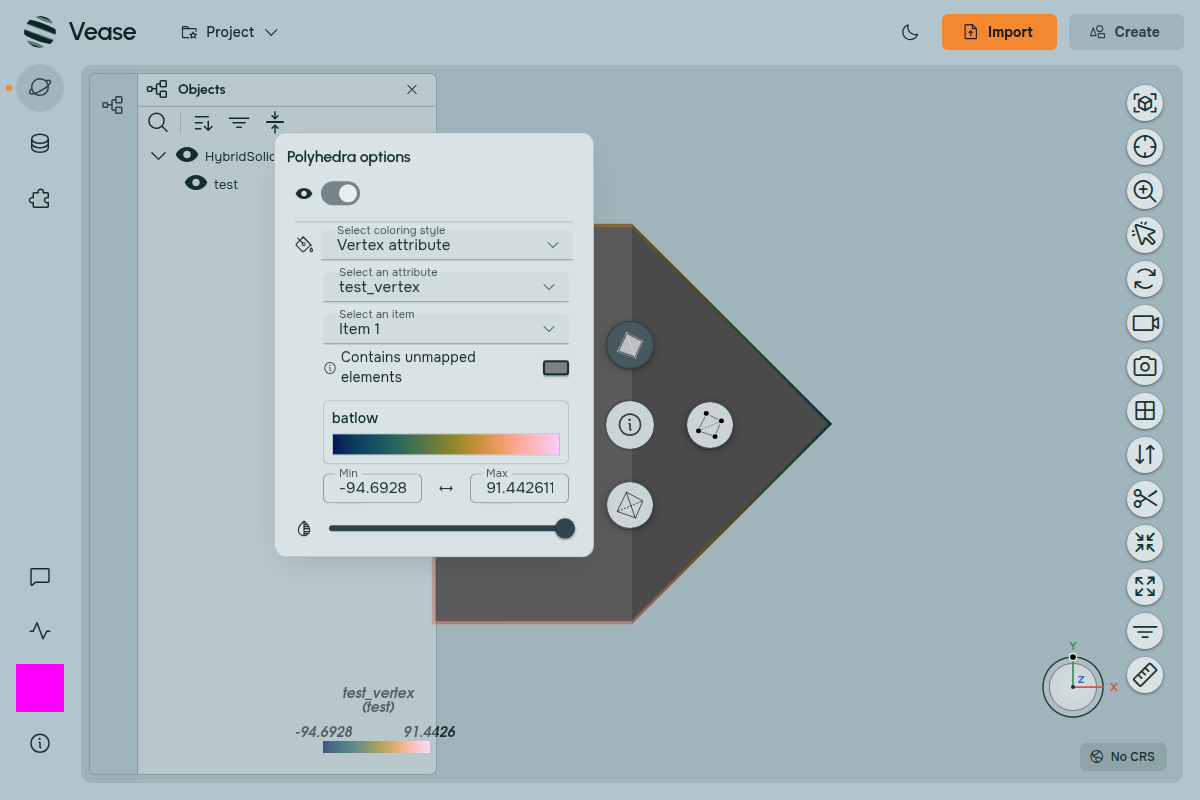 Vease
Project
Import
Create
Objects
HybridSolid
test
Polyhedra options
Select coloring style
Vertex attribute
Select an attribute
test_vertex
Select an item
Item 1
Contains unmapped
elements
batlow
Min
Max
-94.6928
91.442611
test_vertex
(test)
-94.6928
91.4426
Y
Z
X
No CRS